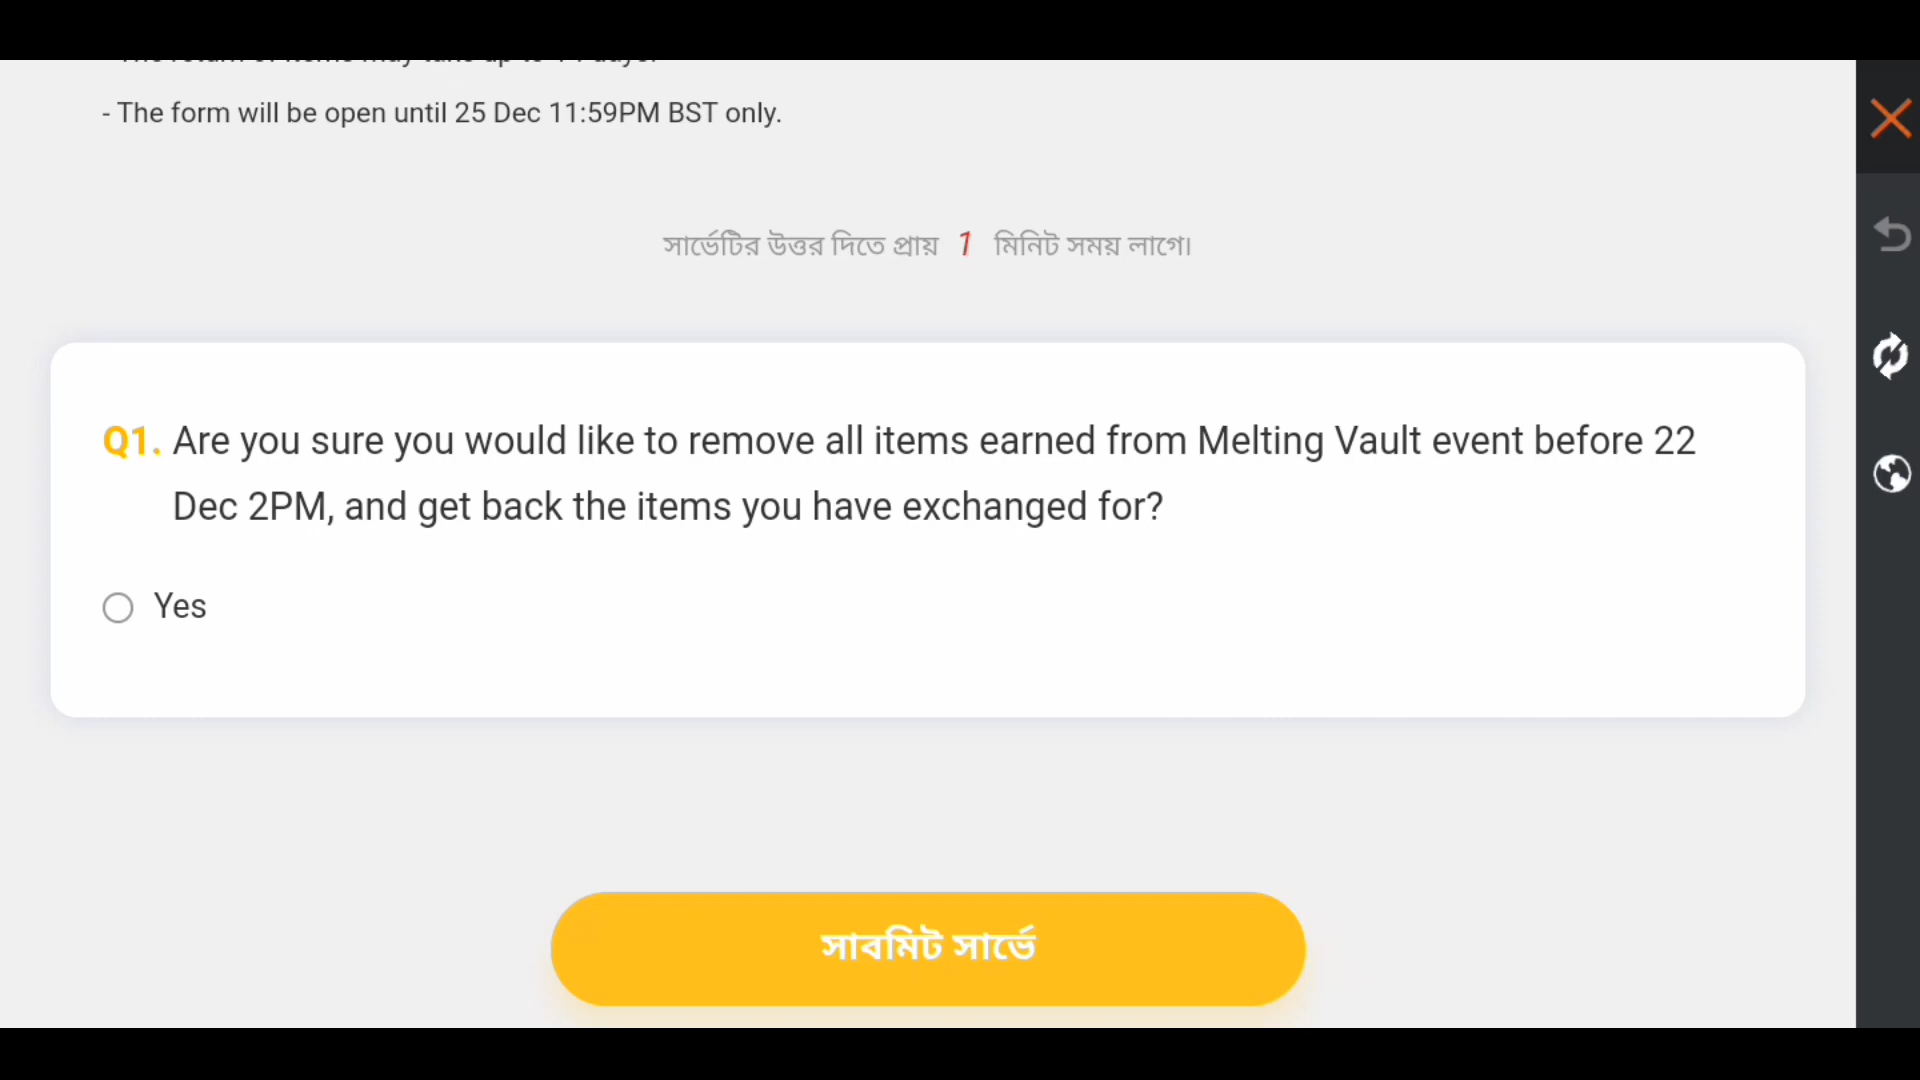 - The form will be open until 25 Dec 11:59PM BST only.
সার্ভেটির উত্তর দিতে প্রায় 1 মিনিট সময় লাগে।
Q1. Are you sure you would like to remove all items earned from Melting Vault event before 22
Dec 2PM, and get back the items you have exchanged for?
Yes
সাবমিট সার্ভে